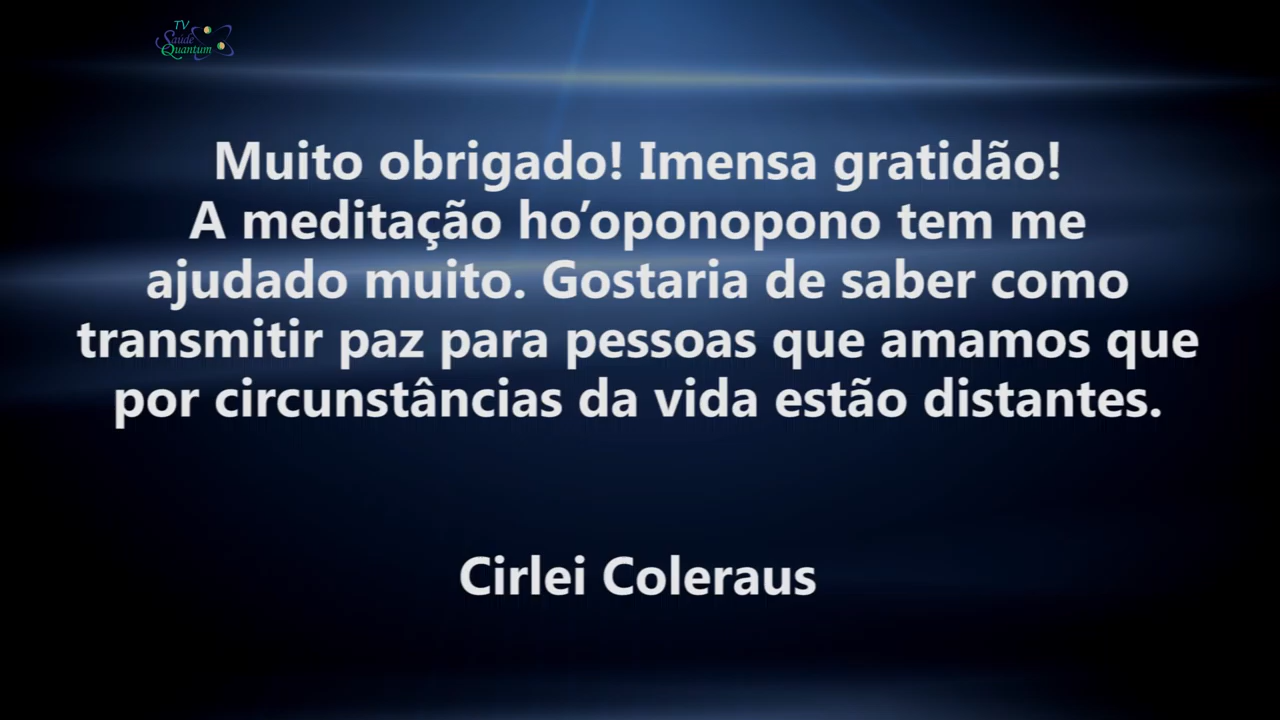 TV
Saúde
Quantum
Muito obrigado! Imensa gratidão!
A meditação ho’oponopono tem me
ajudado muito. Gostaria de saber como
transmitir paz para pessoas que amamos que
por circunstâncias da vida estão distantes.
Cirlei Coleraus